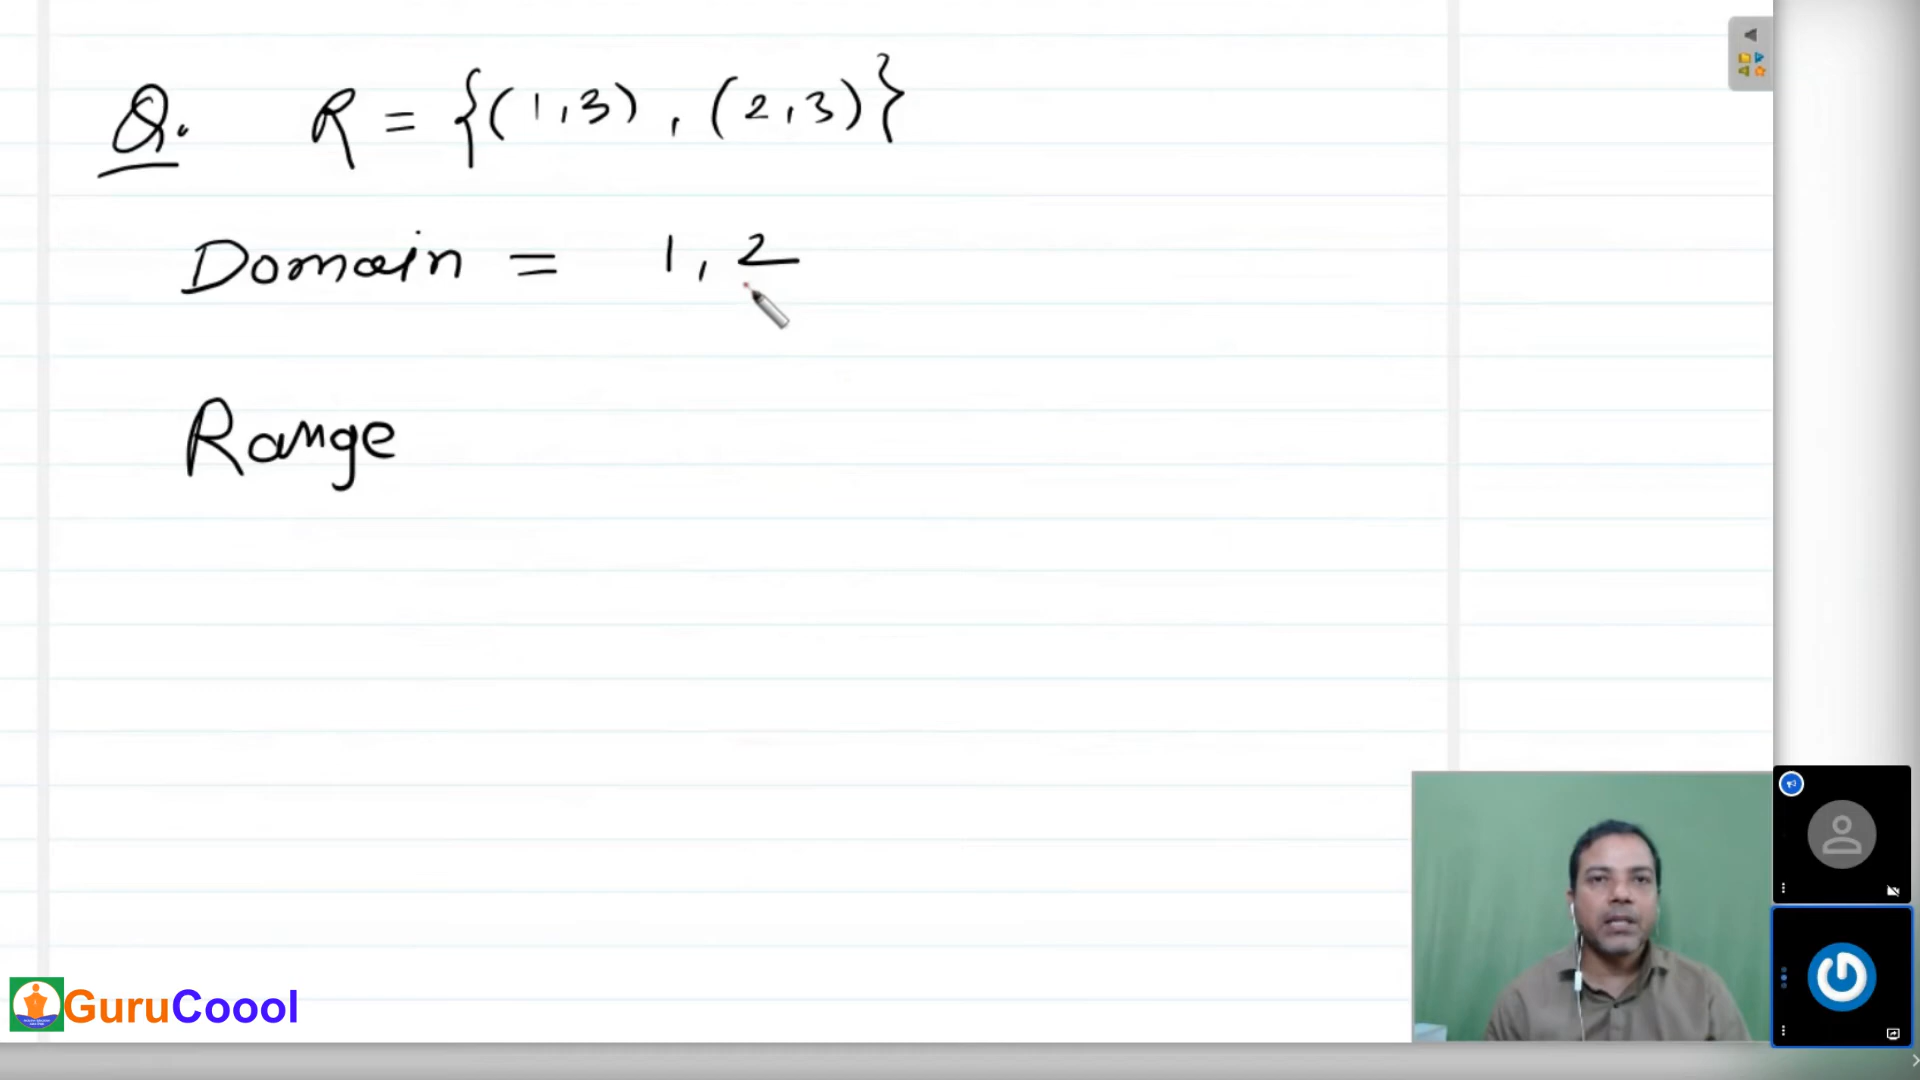 Q. R = {(1,3), (2,3)}
Domain = 1, 2
Range
GuruCoool